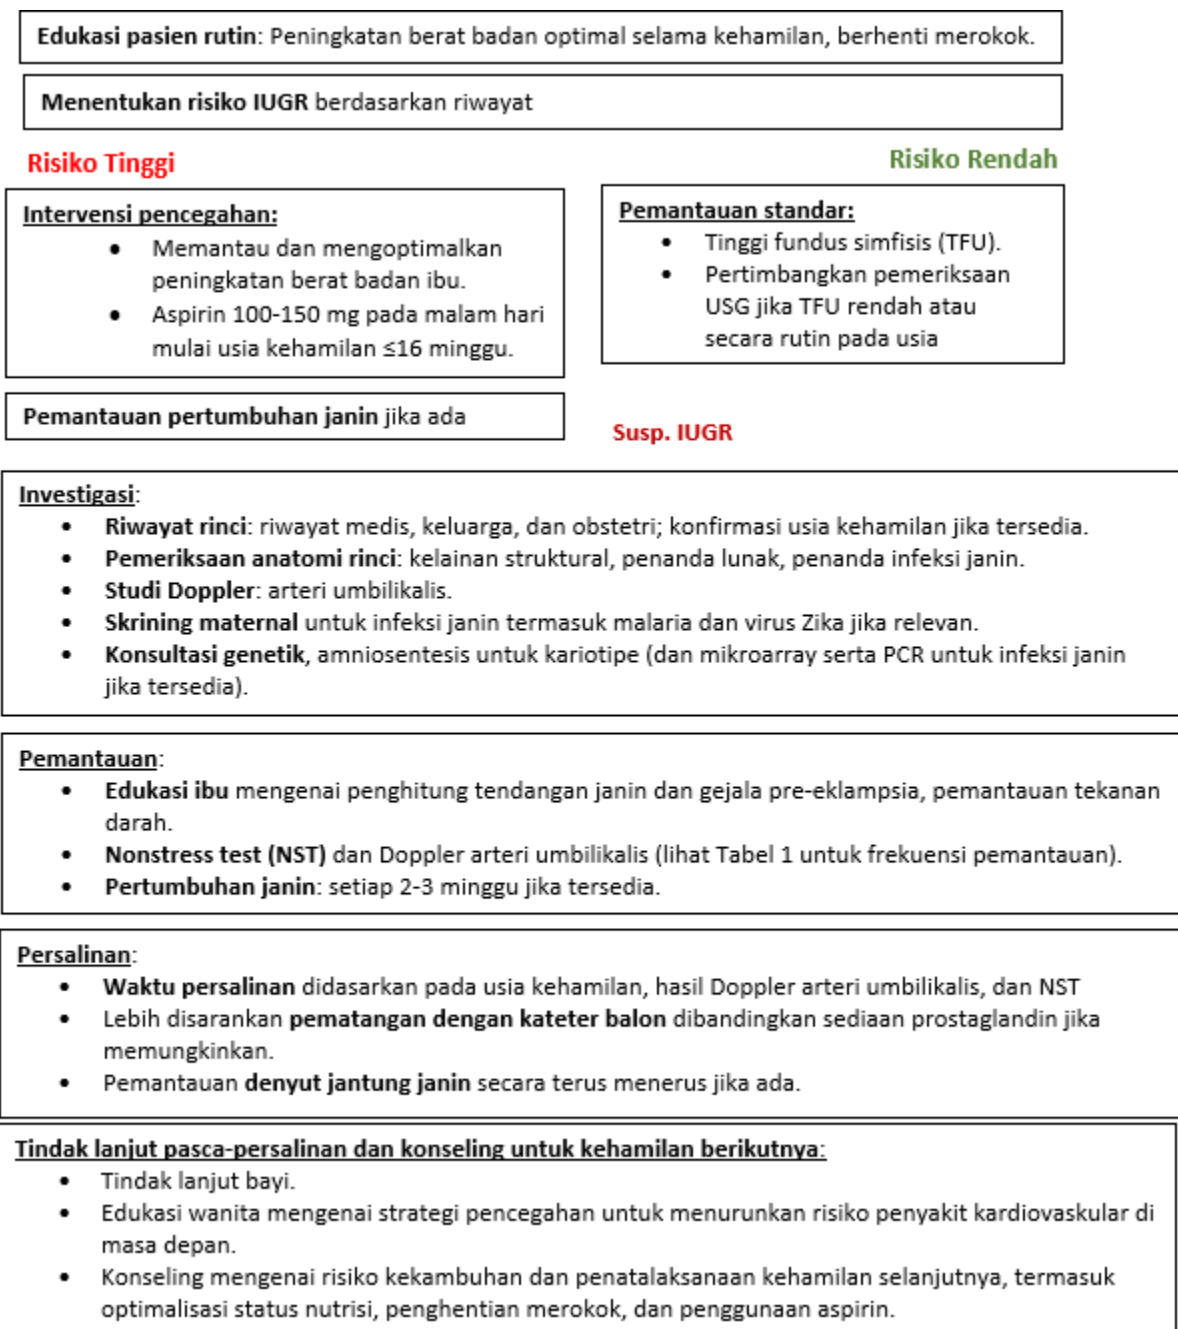 Edukasi pasien rutin: Peningkatan berat badan optimal selama kehamilan, berhenti merokok.
Menentukan risiko IUGR berdasarkan riwayat
Risiko Tinggi
Risiko Rendah
Intervensi pencegahan:
● Memantau dan mengoptimalkan
peningkatan berat badan ibu.
● Aspirin 100-150 mg pada malam hari
mulai usia kehamilan ≤16 minggu.
Pemantauan standar:
• Tinggi fundus simfisis (TFU).
• Pertimbangkan pemeriksaan
USG jika TFU rendah atau
secara rutin pada usia
Pemantauan pertumbuhan janin jika ada
Susp. IUGR
Investigasi:
• Riwayat rinci: riwayat medis, keluarga, dan obstetri; konfirmasi usia kehamilan jika tersedia.
• Pemeriksaan anatomi rinci: kelainan struktural, penanda lunak, penanda infeksi janin.
• Studi Doppler: arteri umbilikalis.
• Skrining maternal untuk infeksi janin termasuk malaria dan virus Zika jika relevan.
• Konsultasi genetik, amniosentesis untuk kariotipe (dan mikroarray serta PCR untuk infeksi janin
jika tersedia).
Pemantauan:
• Edukasi ibu mengenai penghitung tendangan janin dan gejala pre-eklampsia, pemantauan tekanan
darah.
• Nonstress test (NST) dan Doppler arteri umbilikalis (lihat Tabel 1 untuk frekuensi pemantauan).
• Pertumbuhan janin: setiap 2-3 minggu jika tersedia.
Persalinan:
• Waktu persalinan didasarkan pada usia kehamilan, hasil Doppler arteri umbilikalis, dan NST
• Lebih disarankan pematangan dengan kateter balon dibandingkan sediaan prostaglandin jika
memungkinkan.
• Pemantauan denyut jantung janin secara terus menerus jika ada.
Tindak lanjut pasca-persalinan dan konseling untuk kehamilan berikutnya:
• Tindak lanjut bayi.
• Edukasi wanita mengenai strategi pencegahan untuk menurunkan risiko penyakit kardiovaskular di
masa depan.
• Konseling mengenai risiko kekambuhan dan penatalaksanaan kehamilan selanjutnya, termasuk
optimalisasi status nutrisi, penghentian merokok, dan penggunaan aspirin.